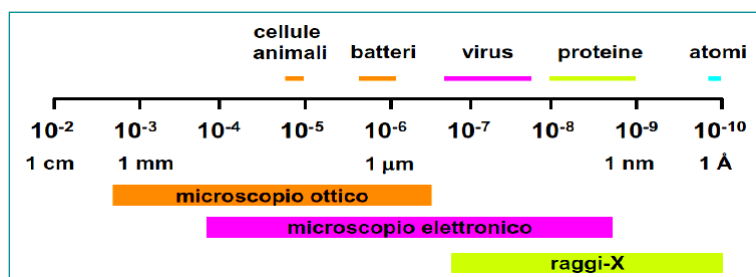 cellule
animali batteri virus proteine atomi
10⁻² 10⁻³ 10⁻⁴ 10⁻⁵ 10⁻⁶ 10⁻⁷ 10⁻⁸ 10⁻⁹ 10⁻¹⁰
1 cm 1 mm 1 μm 1 nm 1 Å
microscopio ottico
microscopio elettronico
raggi-X